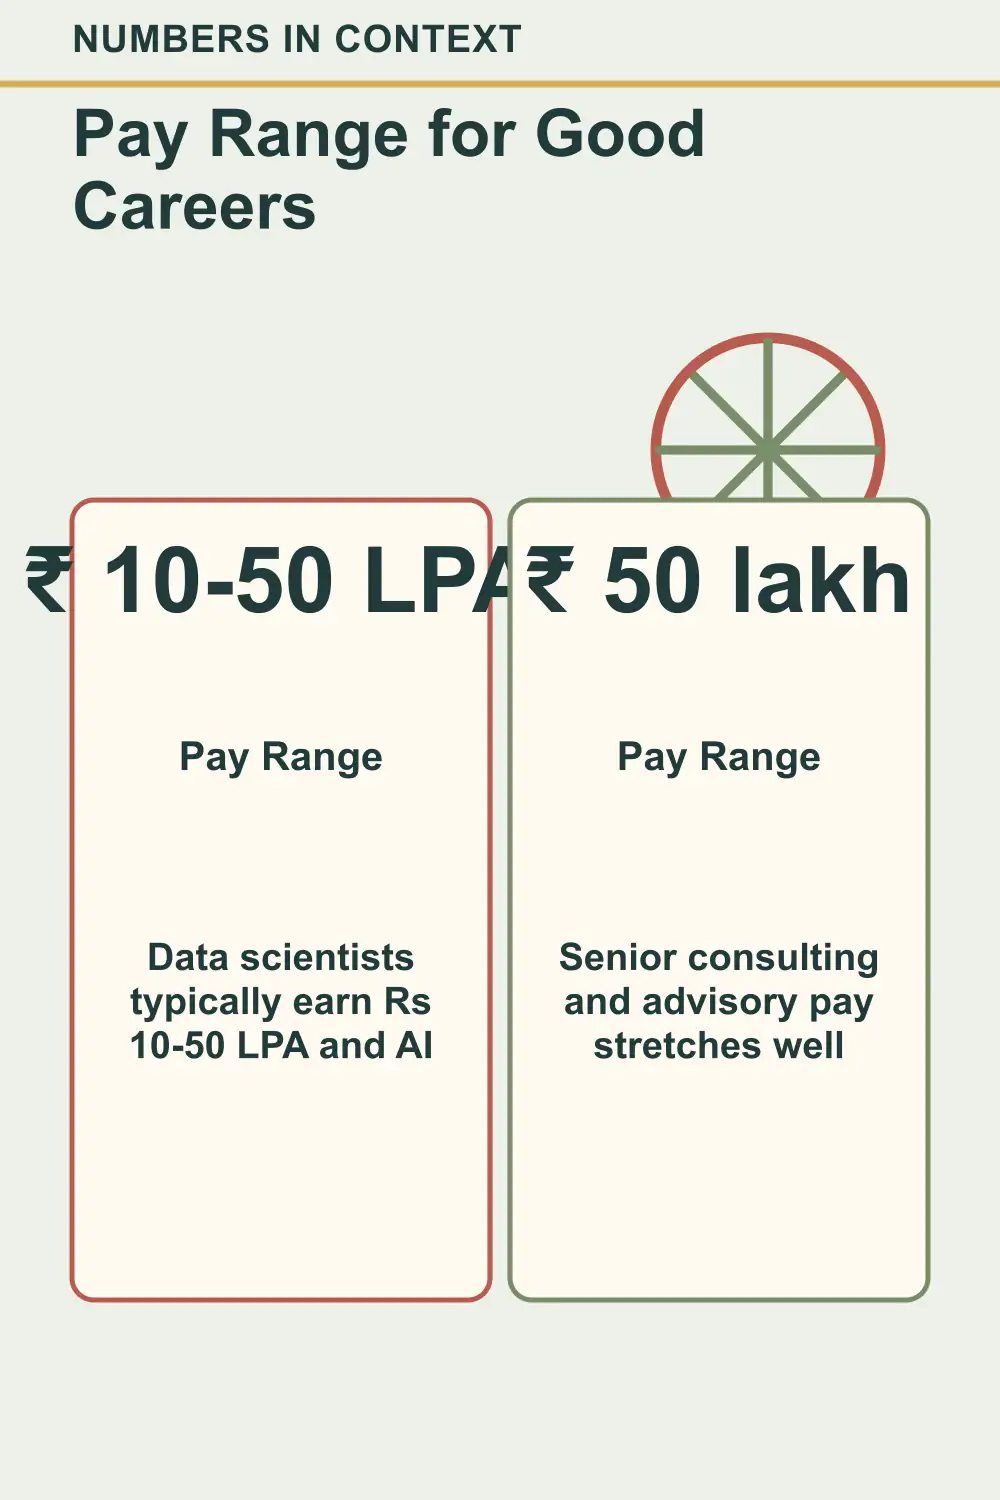 NUMBERS IN CONTEXT
Pay Range for Good
Careers
₹ 10-50 LPA
₹ 50 lakh
Pay Range
Pay Range
Data scientists
typically earn Rs
10-50 LPA and AI
Senior consulting
and advisory pay
stretches well